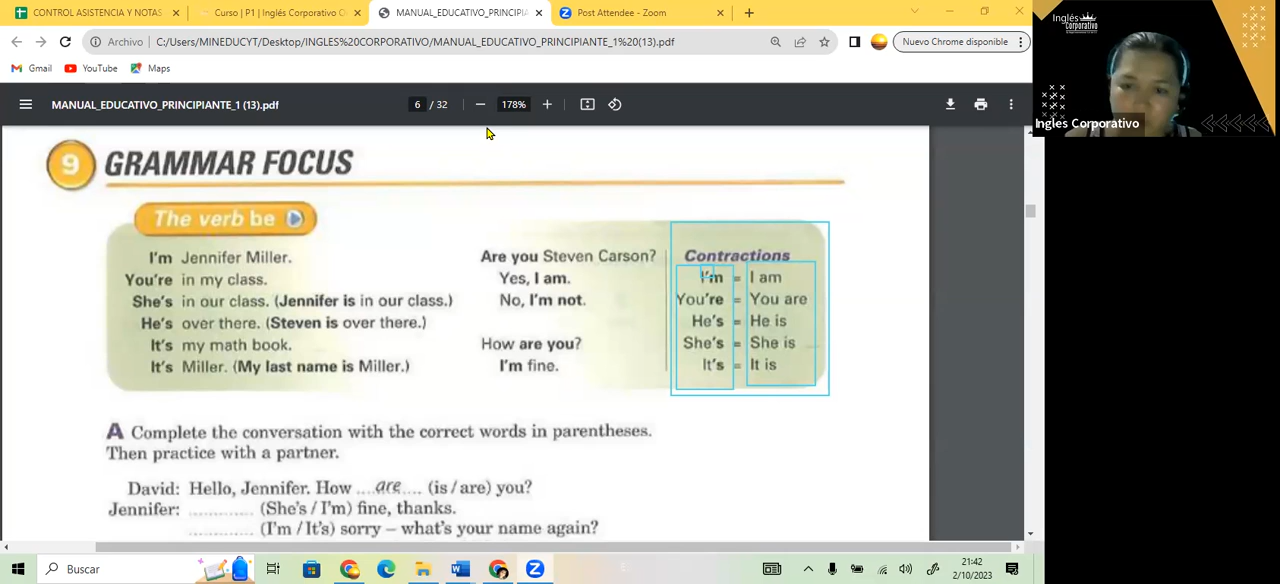 CONTROL ASISTENCIA Y NOTAS
Curso | P1 | Inglés Corporativo O
MANUAL_EDUCATIVO_PRINCIPIA
Post Attendee - Zoom
Archivo
C:/Users/MINEDUCYT/Desktop/INGLES%20CORPORATIVO/MANUAL_EDUCATIVO_PRINCIPIANTE_1%20(13).pdf
Nuevo Chrome disponible
Gmail
YouTube
Maps
MANUAL_EDUCATIVO_PRINCIPIANTE_1 (13).pdf
6 / 32
178%
Inglés
Corporativo
Ingles Corporativo
9 GRAMMAR FOCUS
The verb be
I'm Jennifer Miller.
You're in my class.
She's in our class. (Jennifer is in our class.)
He's over there. (Steven is over there.)
It's my math book.
It's Miller. (My last name is Miller.)
Are you Steven Carson?
Yes, I am.
No, I'm not.
How are you?
I'm fine.
Contractions
I'm = I am
You're = You are
He's = He is
She's = She is
It's = It is
A Complete the conversation with the correct words in parentheses.
Then practice with a partner.
David: Hello, Jennifer. How ....are.... (is / are) you?
Jennifer: ............. (She's / I'm) fine, thanks.
............. (I'm / It's) sorry – what's your name again?
Buscar
21:42
2/10/2023